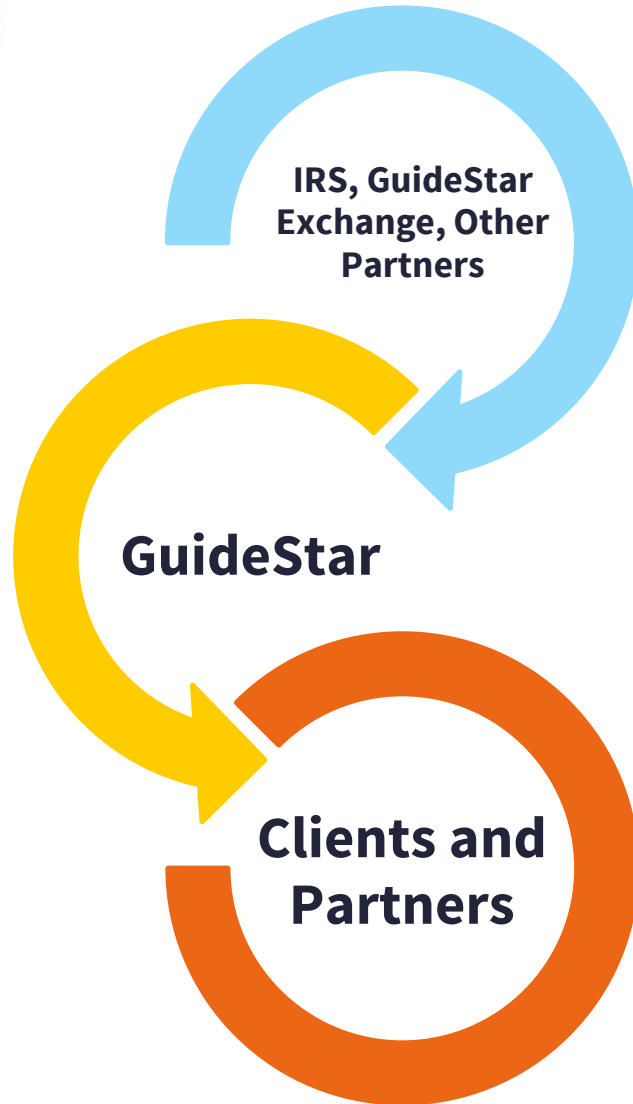 IRS, GuideStar
Exchange, Other
Partners
GuideStar
Clients and
Partners